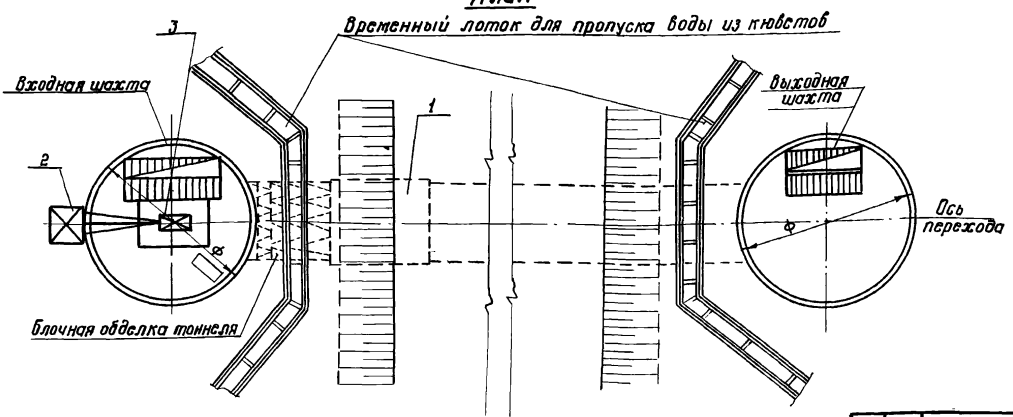 План
Временный лоток для пропуска воды из кюветов
3
Входная шахта
Выходная
шахта
1
2
Ось
перехода
ø
ø
блочная обделка тоннеля